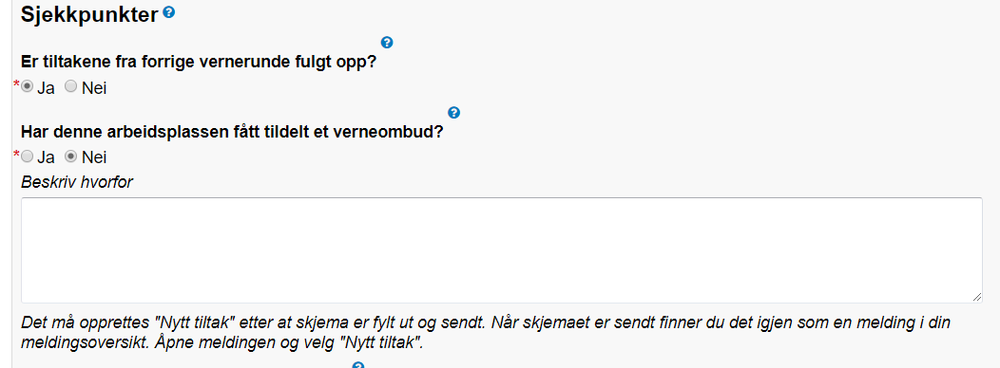 Sjekkpunkter
Er tiltakene fra forrige vernerunde fulgt opp?
* Ja Nei
Har denne arbeidsplassen fått tildelt et verneombud?
* Ja Nei
Beskriv hvorfor
Det må opprettes "Nytt tiltak" etter at skjema er fylt ut og sendt. Når skjemaet er sendt finner du det igjen som en melding i din
meldingsoversikt. Åpne meldingen og velg "Nytt tiltak".